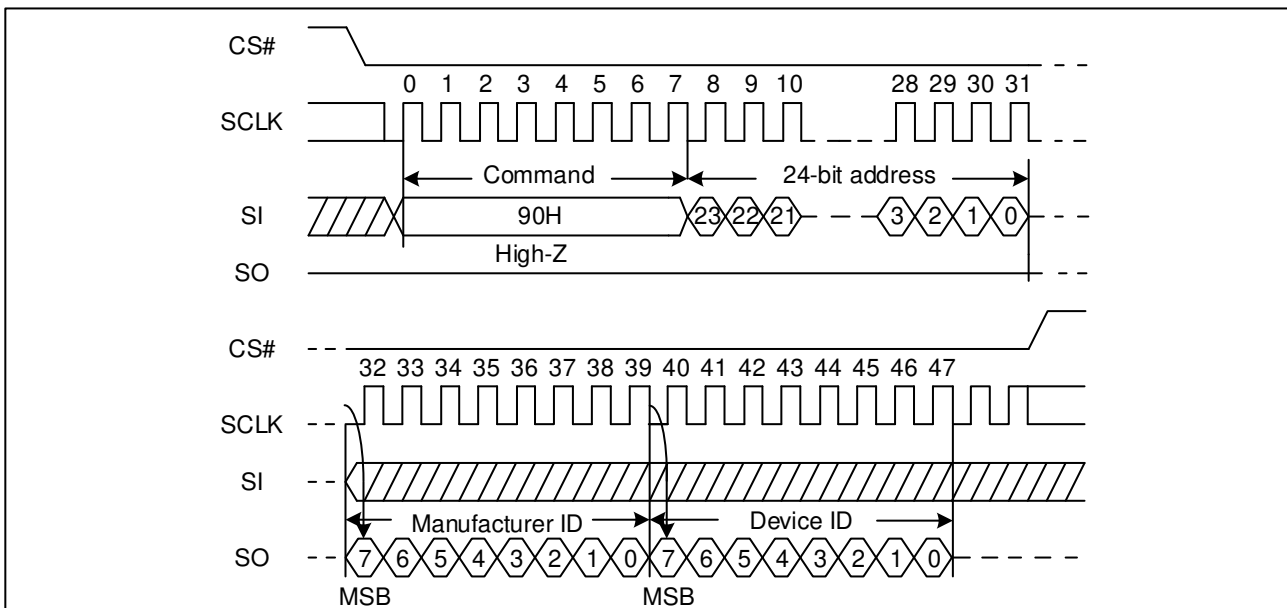 CS#
0 1 2 3 4 5 6 7 8 9 10 28 29 30 31
SCLK
Command 24-bit address
SI 90H 23 22 21 3 2 1 0
High-Z
SO
CS#
32 33 34 35 36 37 38 39 40 41 42 43 44 45 46 47
SCLK
SI
Manufacturer ID Device ID
SO 7 6 5 4 3 2 1 0 7 6 5 4 3 2 1 0
MSB MSB